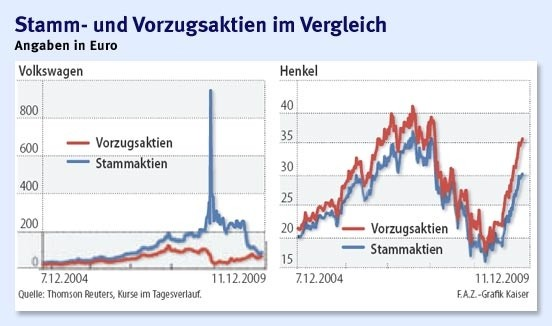 Stamm- und Vorzugsaktien im Vergleich
Angaben in Euro
Volkswagen
800
600
400
200
0
Vorzugsaktien
Stammaktien
7.12.2004
11.12.2009
Henkel
40
35
30
25
20
15
Vorzugsaktien
Stammaktien
7.12.2004
11.12.2009
Quelle: Thomson Reuters, Kurse im Tagesverlauf.
F.A.Z.-Grafik Kaiser